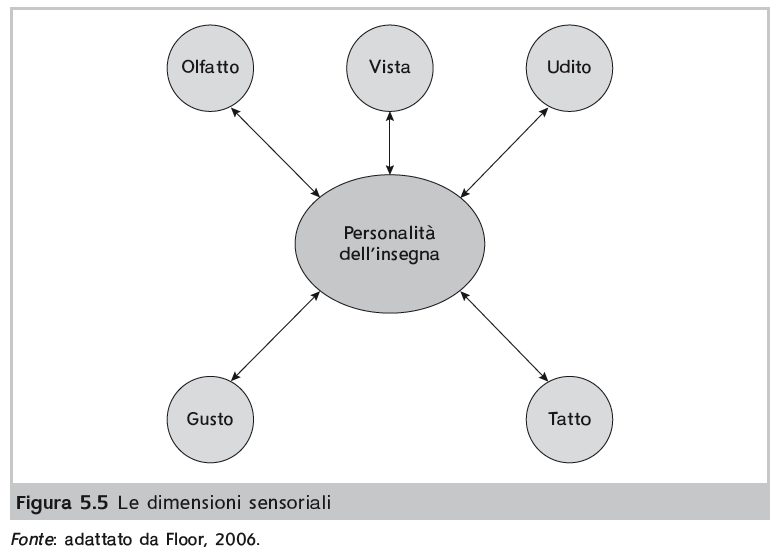 Olfatto
Vista
Udito
Personalità
dell'insegna
Gusto
Tatto
Figura 5.5 Le dimensioni sensoriali
Fonte: adattato da Floor, 2006.